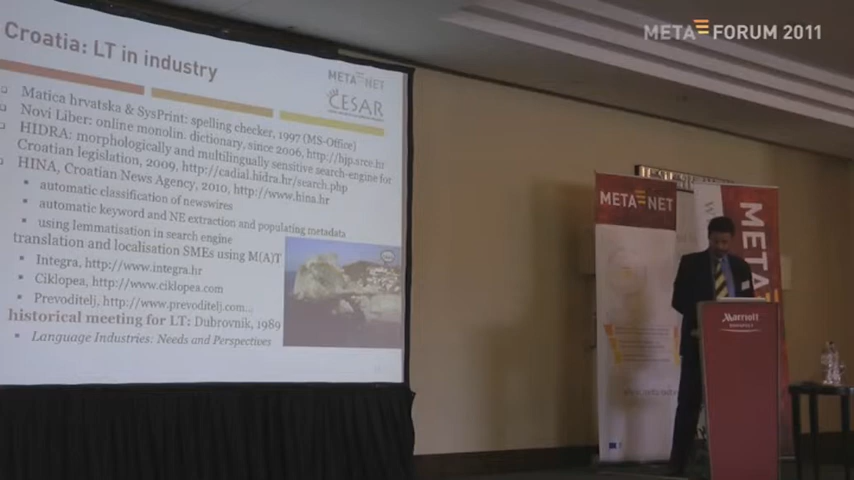 META FORUM 2011
Croatia: LT in industry
META NET
CESAR
Matica hrvatska & SysPrint: spelling checker, 1997 (MS-Office)
Novi Liber: online monolin. dictionary, since 2006, http://hjp.srce.hr
HIDRA: morphologically and multilingually sensitive search-engine for
Croatian legislation, 2009, http://cadial.hidra.hr/search.php
HINA, Croatian News Agency, 2010, http://www.hina.hr
automatic classification of newswires
automatic keyword and NE extraction and populating metadata
using lemmatisation in search engine
translation and localisation SMEs using M(A)T
Integra, http://www.integra.hr
Ciklopea, http://www.ciklopea.com
Prevoditelj, http://www.prevoditelj.com...
historical meeting for LT: Dubrovnik, 1989
Language Industries: Needs and Perspectives
META NET
META
Marriott